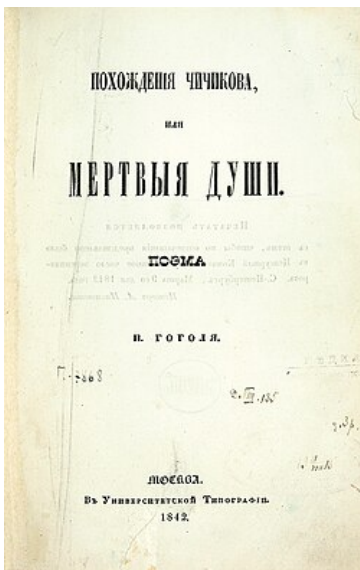 ПОХОЖДЕНІЯ ЧИЧИКОВА,
ИЛИ
МЕРТВЫЯ ДУШИ.
ПОЭМА
Н. ГОГОЛЯ.
МОСКВА.
Въ Университетской Типографіи.
1842.